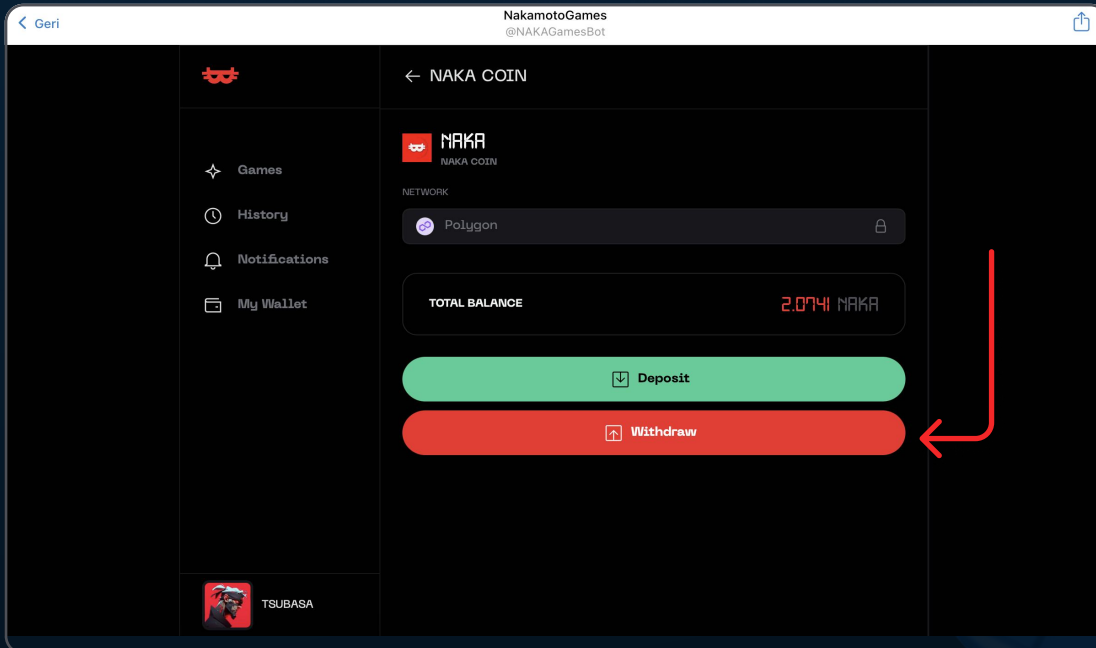 Geri
NakamotoGames
@NAKAGamesBot
NAKA COIN
NAKA
NAKA COIN
NETWORK
Polygon
Games
History
Notifications
My Wallet
TOTAL BALANCE
2.0741 NAKA
Deposit
Withdraw
TSUBASA